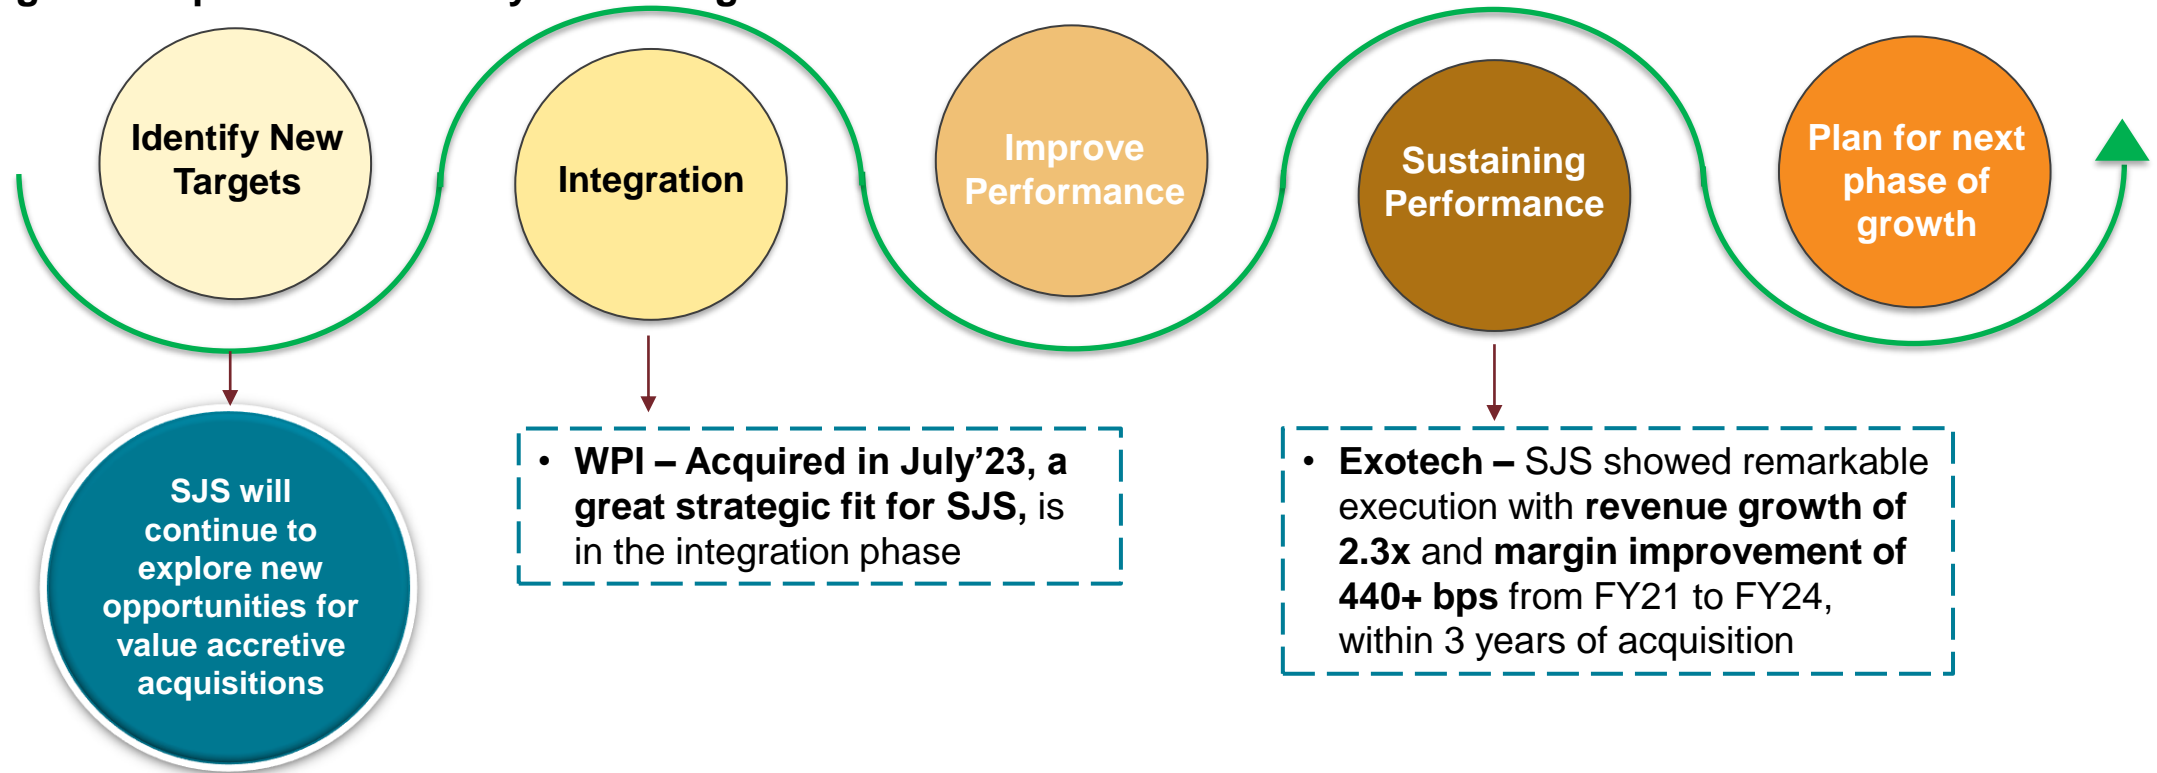 Identify New
Targets
Integration
Improve
Performance
Sustaining
Performance
Plan for next
phase of
growth
SJS will
continue to
explore new
opportunities for
value accretive
acquisitions
• WPI – Acquired in July’23, a
great strategic fit for SJS, is
in the integration phase
• Exotech – SJS showed remarkable
execution with revenue growth of
2.3x and margin improvement of
440+ bps from FY21 to FY24,
within 3 years of acquisition